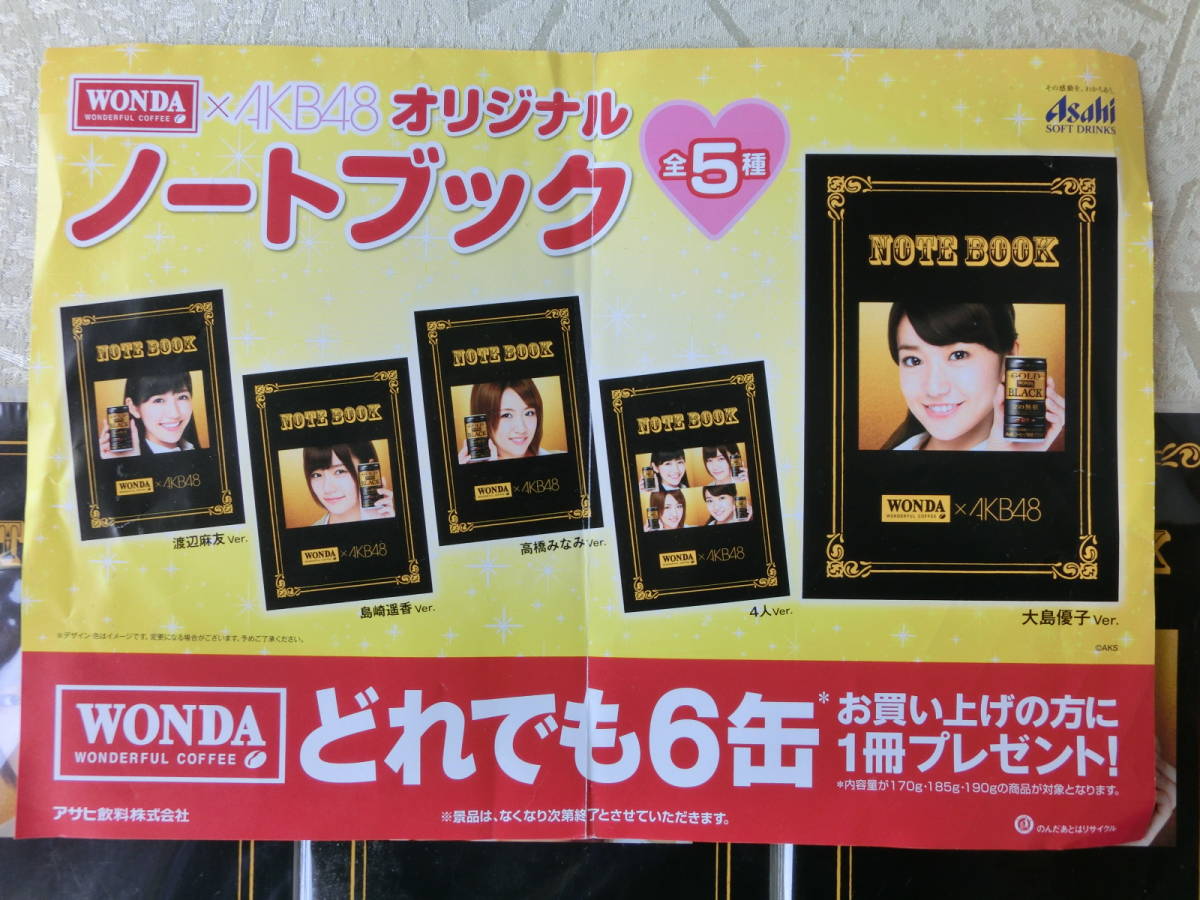 WONDA
WONDERFUL COFFEE
×AKB48 オリジナル
ノートブック
全5種
その感動を、わかちあう。
Asahi
SOFT DRINKS
NOTE BOOK
WONDA
WONDERFUL COFFEE
×AKB48
渡辺麻友 Ver.
NOTE BOOK
WONDA
×AKB48
島崎遥香 Ver.
NOTE BOOK
WONDA
×AKB48
高橋みなみ Ver.
NOTE BOOK
WONDA
×AKB48
4人 Ver.
NOTE BOOK
GOLD
BLACK
WONDA
WONDERFUL COFFEE
×AKB48
大島優子 Ver.
©AKS
※デザイン・色はイメージです。変更になる場合がございます。予めご了承ください。
WONDA
WONDERFUL COFFEE
どれでも6缶*
お買い上げの方に
1冊プレゼント!
*内容量が170g・185g・190gの商品が対象となります。
アサヒ飲料株式会社
※景品は、なくなり次第終了とさせていただきます。
のんだあとはリサイクル